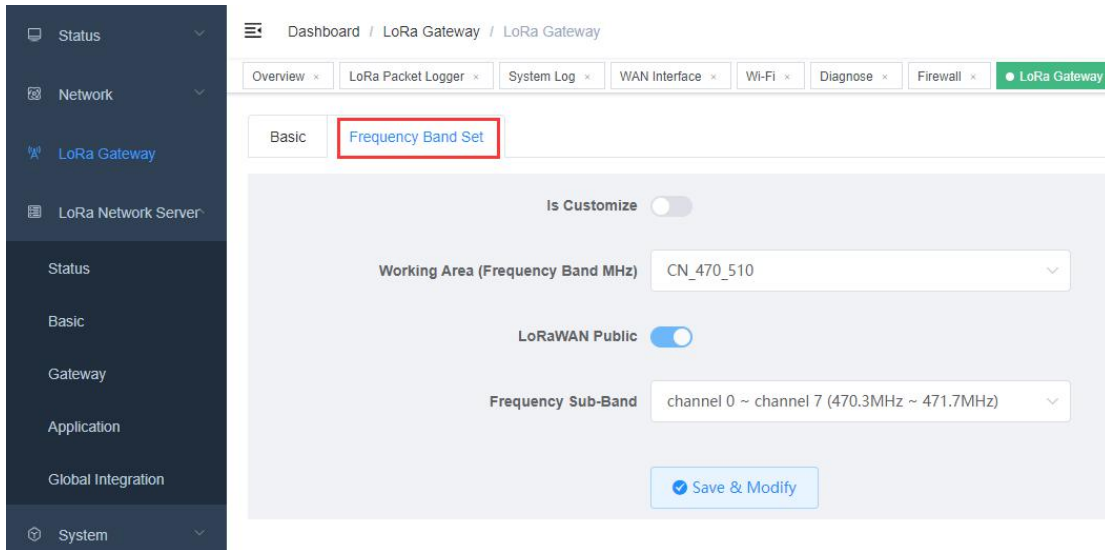 Status
Network
LoRa Gateway
LoRa Network Server
Status
Basic
Gateway
Application
Global Integration
System
Dashboard / LoRa Gateway / LoRa Gateway
Overview × LoRa Packet Logger × System Log × WAN Interface × Wi-Fi × Diagnose × Firewall × LoRa Gateway
Basic Frequency Band Set
Is Customize
Working Area (Frequency Band MHz) CN_470_510
LoRaWAN Public
Frequency Sub-Band channel 0 ~ channel 7 (470.3MHz ~ 471.7MHz)
Save & Modify